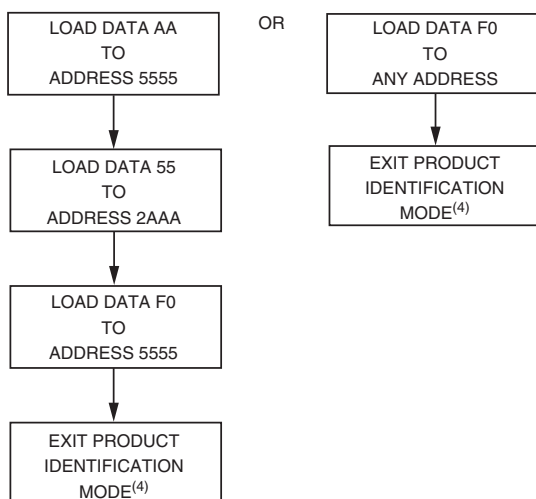 LOAD DATA AA
TO
ADDRESS 5555
LOAD DATA 55
TO
ADDRESS 2AAA
LOAD DATA F0
TO
ADDRESS 5555
EXIT PRODUCT
IDENTIFICATION
MODE(4)
OR
LOAD DATA F0
TO
ANY ADDRESS
EXIT PRODUCT
IDENTIFICATION
MODE(4)